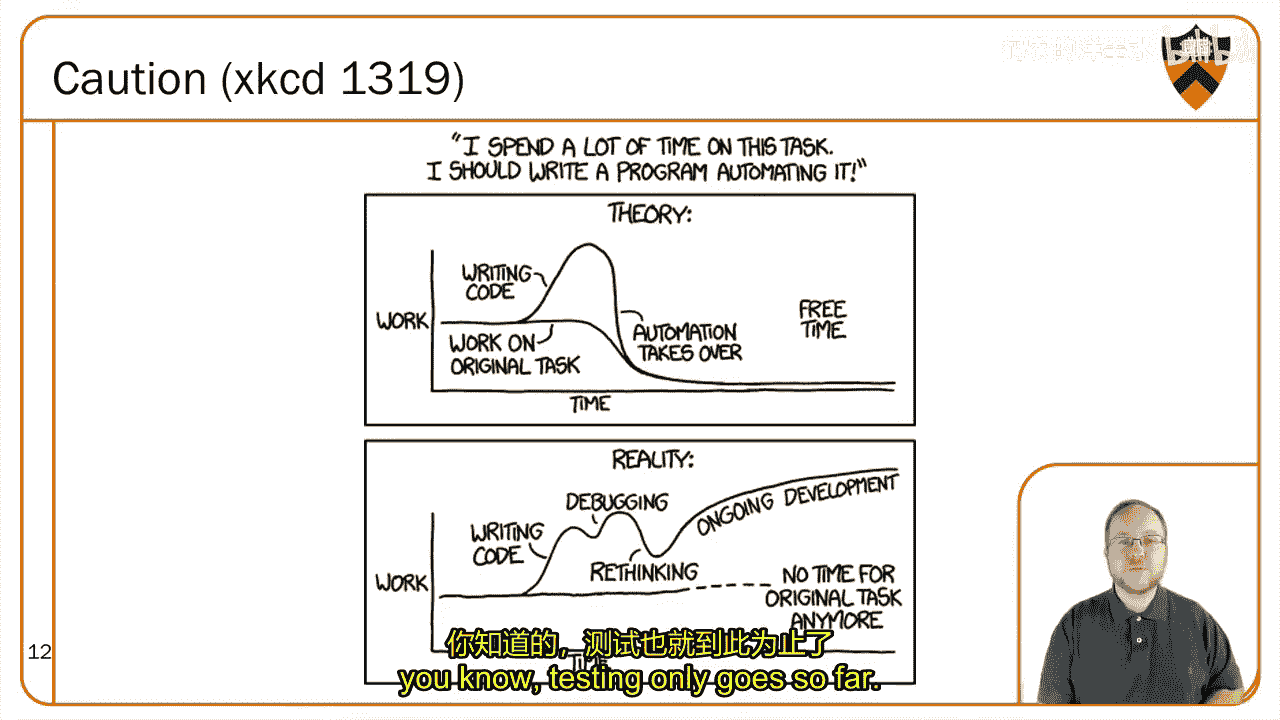 Caution (xkcd 1319)
"I SPEND A LOT OF TIME ON THIS TASK.
I SHOULD WRITE A PROGRAM AUTOMATING IT!"
THEORY:
WRITING
CODE
WORK
WORK ON
ORIGINAL TASK
AUTOMATION
TAKES OVER
FREE
TIME
TIME
REALITY:
WRITING
CODE
DEBUGGING
ONGOING DEVELOPMENT
WORK
RETHINKING
NO TIME FOR
ORIGINAL TASK
ANYMORE
TIME
12
你知道的，测试也就到此为止了
you know, testing only goes so far.